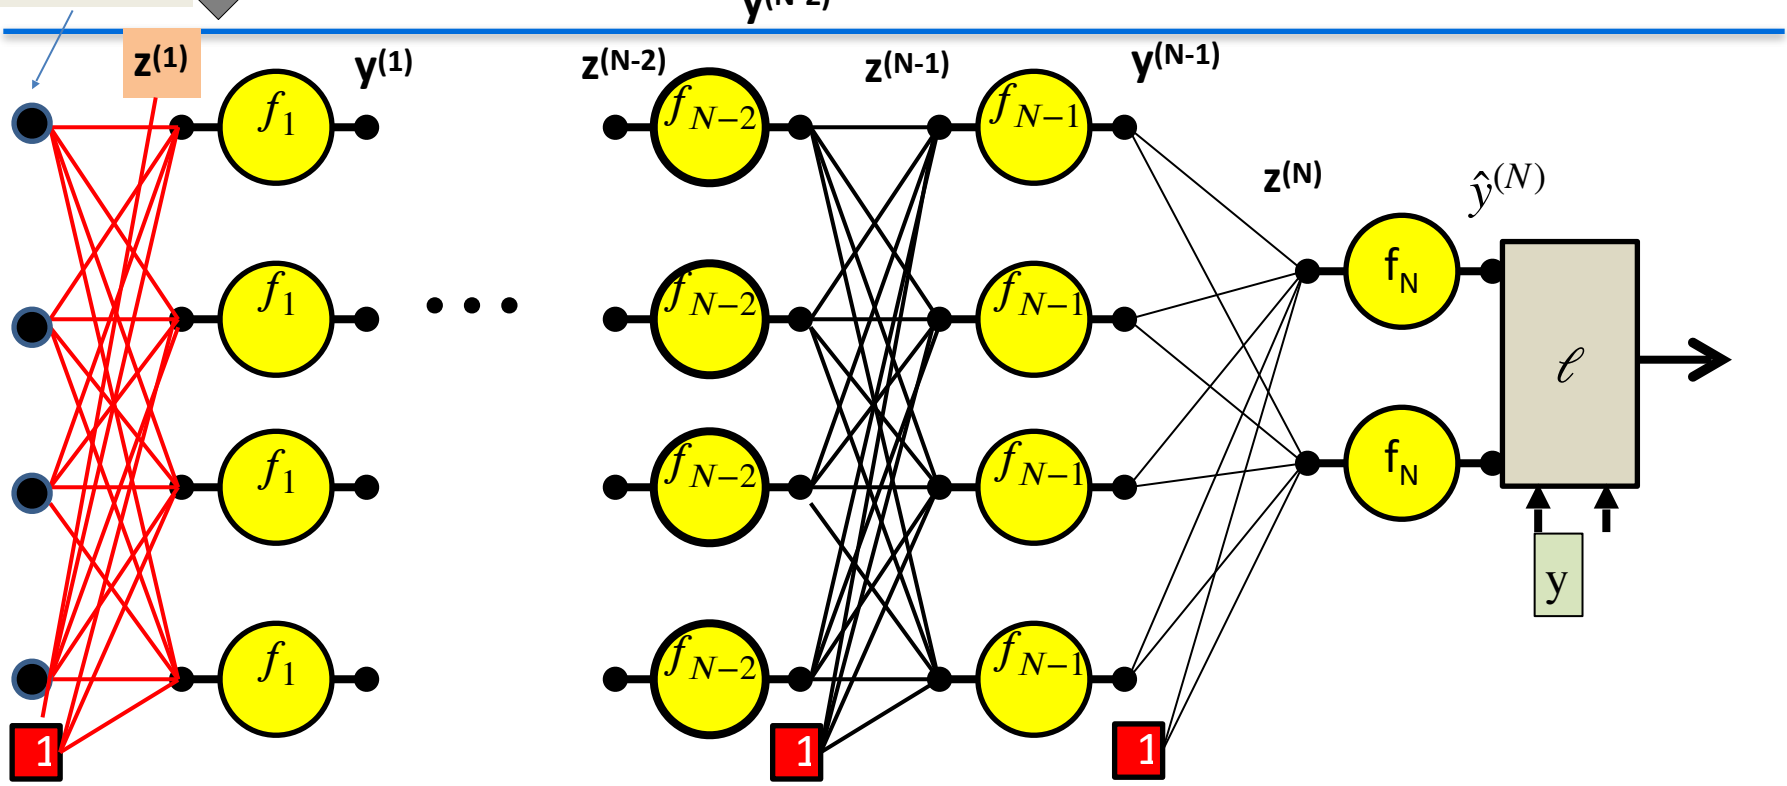 y(N-2)
z(1)
y(1)
z(N-2)
z(N-1)
y(N-1)
z(N)
ŷ(N)
f1
fN−2
fN−1
fN
f1
fN−2
fN−1
ℓ
f1
fN−2
fN−1
fN
y
f1
fN−2
fN−1
1
1
1